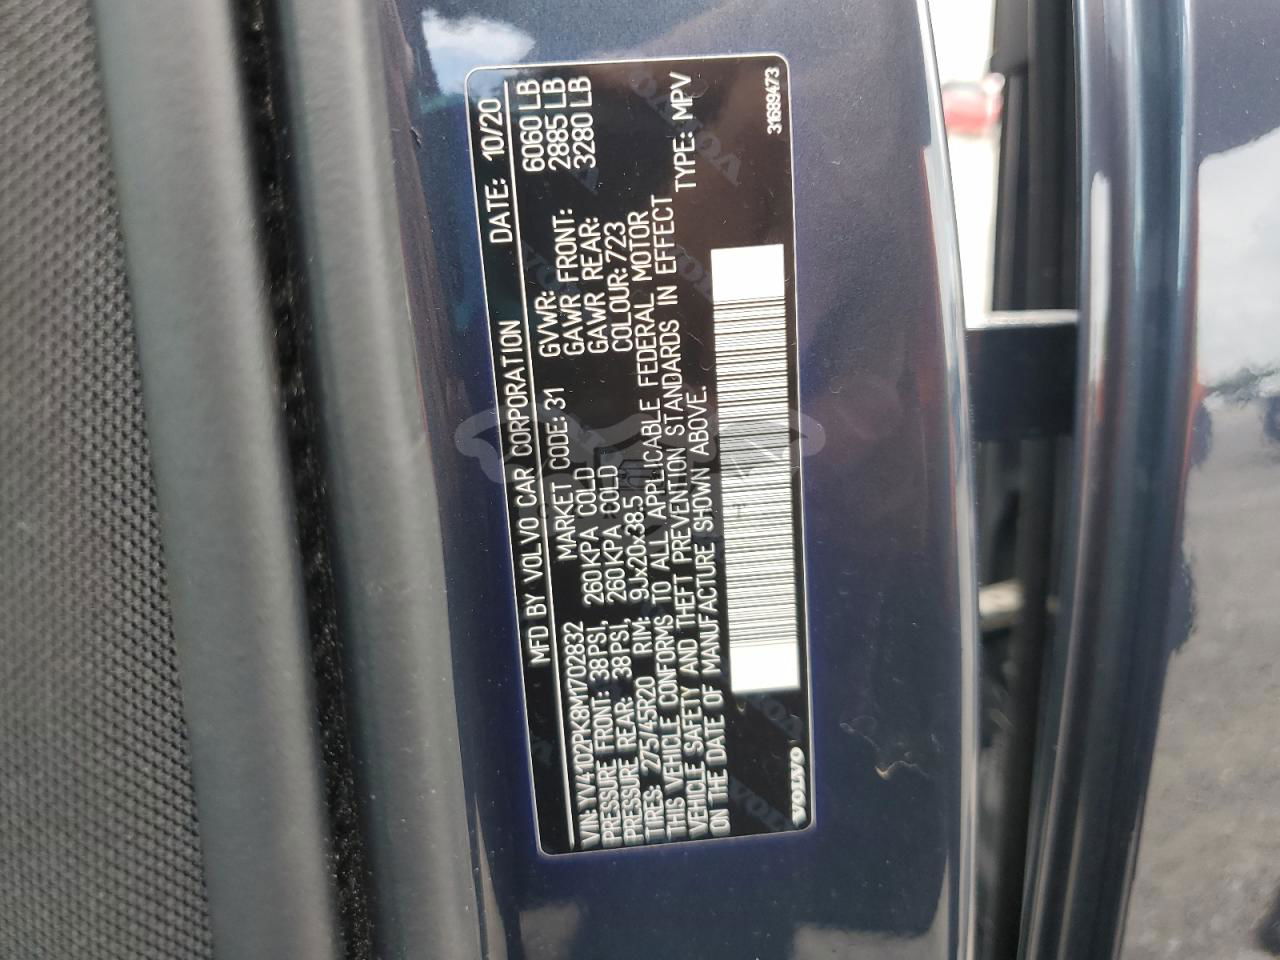 MFD BY VOLVO CAR CORPORATION DATE: 10/20
VIN: YV4102PK8M1702832 MARKET CODE: 31 GVWR: 6060 LB
PRESSURE FRONT: 38PSI, 260KPA COLD GAWR FRONT: 2885 LB
PRESSURE REAR: 38PSI, 260KPA COLD GAWR REAR: 3280 LB
TIRES: 275/45R20 RIM: 9Jx20x38.5 COLOUR: 723
THIS VEHICLE CONFORMS TO ALL APPLICABLE FEDERAL MOTOR
VEHICLE SAFETY AND THEFT PREVENTION STANDARDS IN EFFECT
ON THE DATE OF MANUFACTURE SHOWN ABOVE. TYPE: MPV
VOLVO 31689473